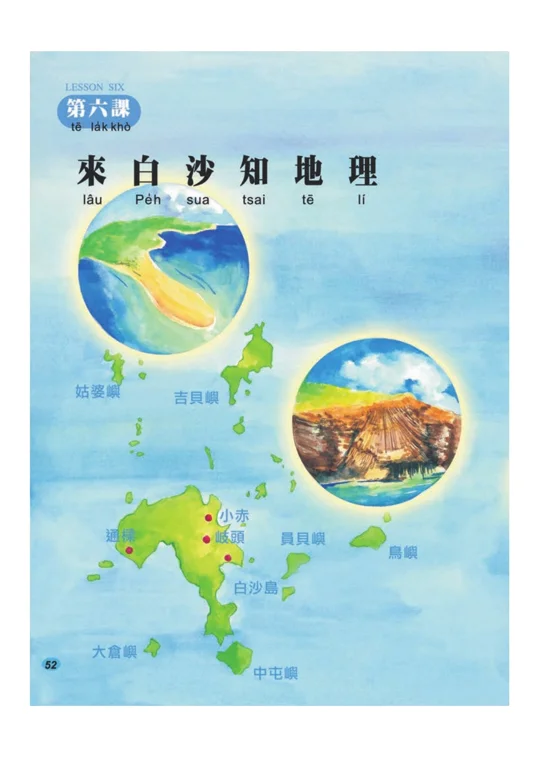 LESSON SIX
第六課
tē la̍k khò
來白沙知地理
lâu Pe̍h sua tsai tē lí
姑婆嶼
吉貝嶼
小赤
通樑
岐頭
員貝嶼
鳥嶼
白沙島
大倉嶼
52
中屯嶼